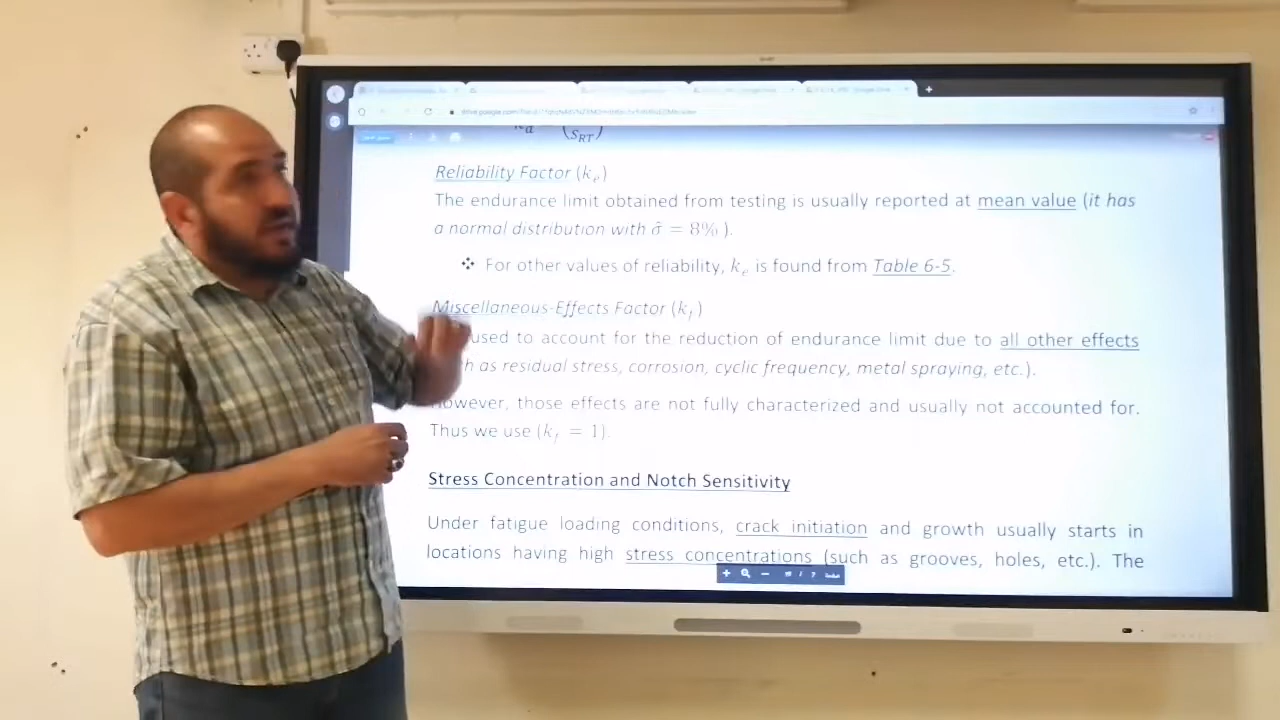 (S_RT)
Reliability Factor (k_e)
The endurance limit obtained from testing is usually reported at mean value (it has
a normal distribution with σ̂ = 8% ).
❖ For other values of reliability, k_e is found from Table 6-5.
Miscellaneous-Effects Factor (k_f)
used to account for the reduction of endurance limit due to all other effects
as residual stress, corrosion, cyclic frequency, metal spraying, etc.).
However, those effects are not fully characterized and usually not accounted for.
Thus we use (k_f = 1).
Stress Concentration and Notch Sensitivity
Under fatigue loading conditions, crack initiation and growth usually starts in
locations having high stress concentrations (such as grooves, holes, etc.). The